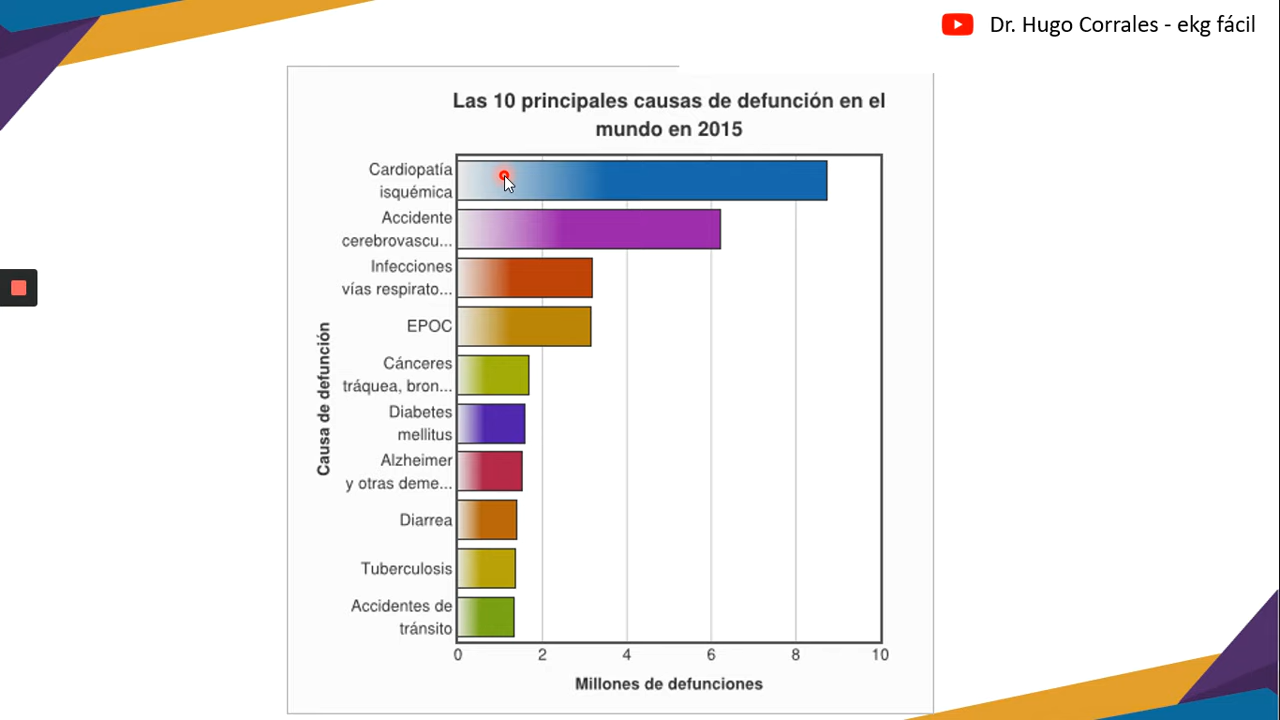 Dr. Hugo Corrales - ekg fácil
Las 10 principales causas de defunción en el
mundo en 2015
Cardiopatía
isquémica
Accidente
cerebrovascu...
Infecciones
vías respirato...
EPOC
Cánceres
tráquea, bron...
Diabetes
mellitus
Alzheimer
y otras deme...
Diarrea
Tuberculosis
Accidentes de
tránsito
Causa de defunción
0 2 4 6 8 10
Millones de defunciones